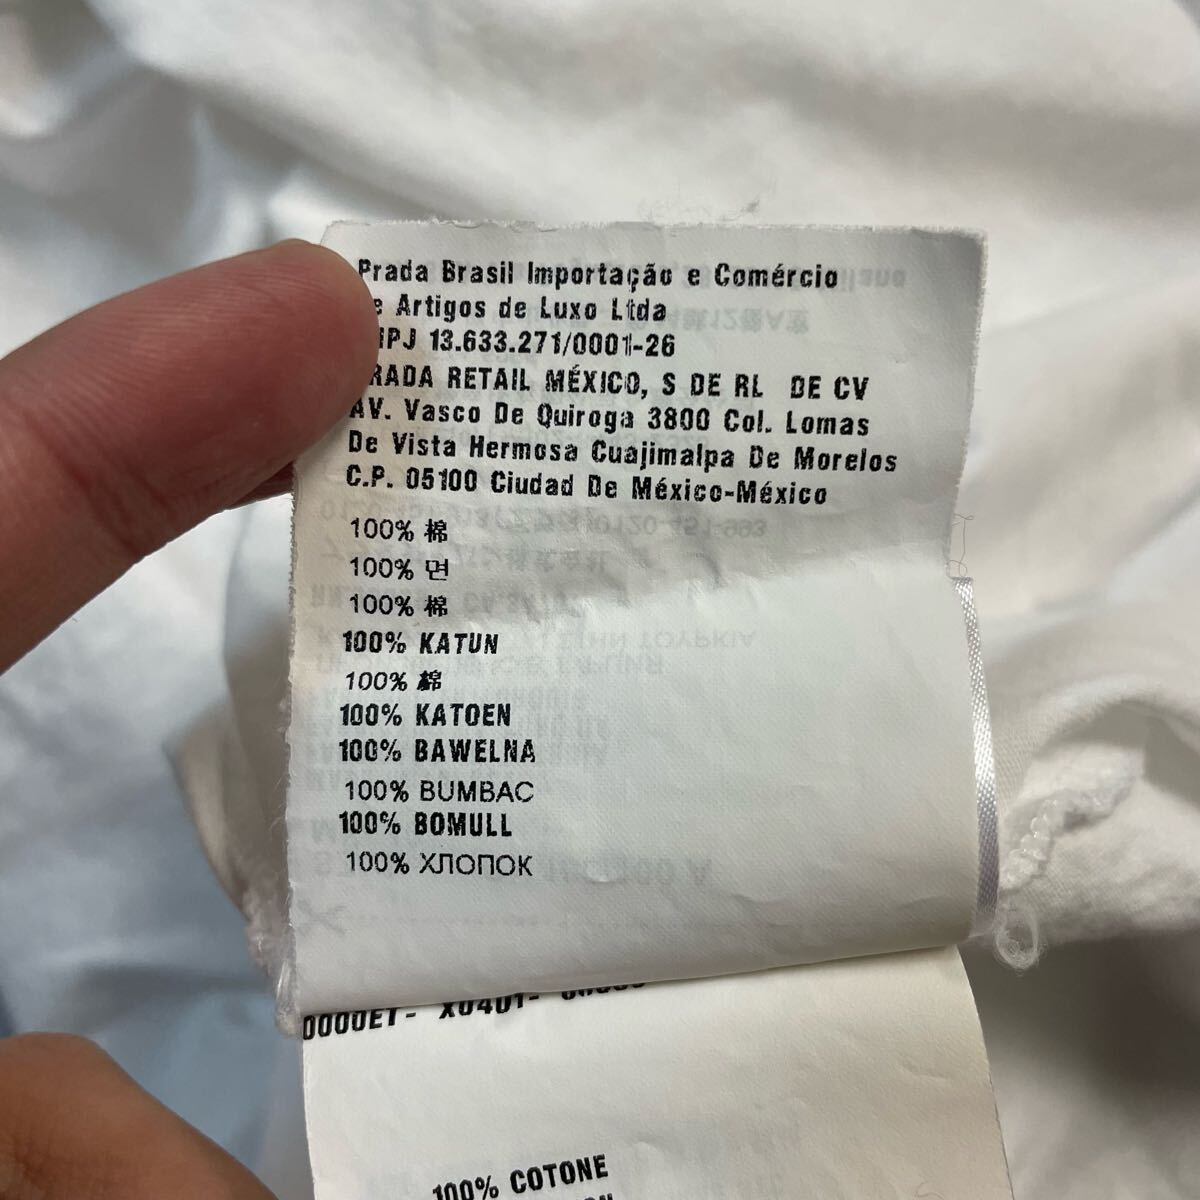 Prada Brasil Importação e Comércio
Artigos de Luxo Ltda
13.633.271/0001-26
RETAIL MÉXICO, S DE RL DE CV
AV. Vasco De Quiroga 3800 Col. Lomas
De Vista Hermosa Cuajimalpa De Morelos
C.P. 05100 Ciudad De México-México
100% 棉
100% 면
100% 棉
100% KATUN
100% 綿
100% KATOEN
100% BAWELNA
100% BUMBAC
100% BOMULL
100% ХЛОПОК
0000ET- X0401-
100% COTONE